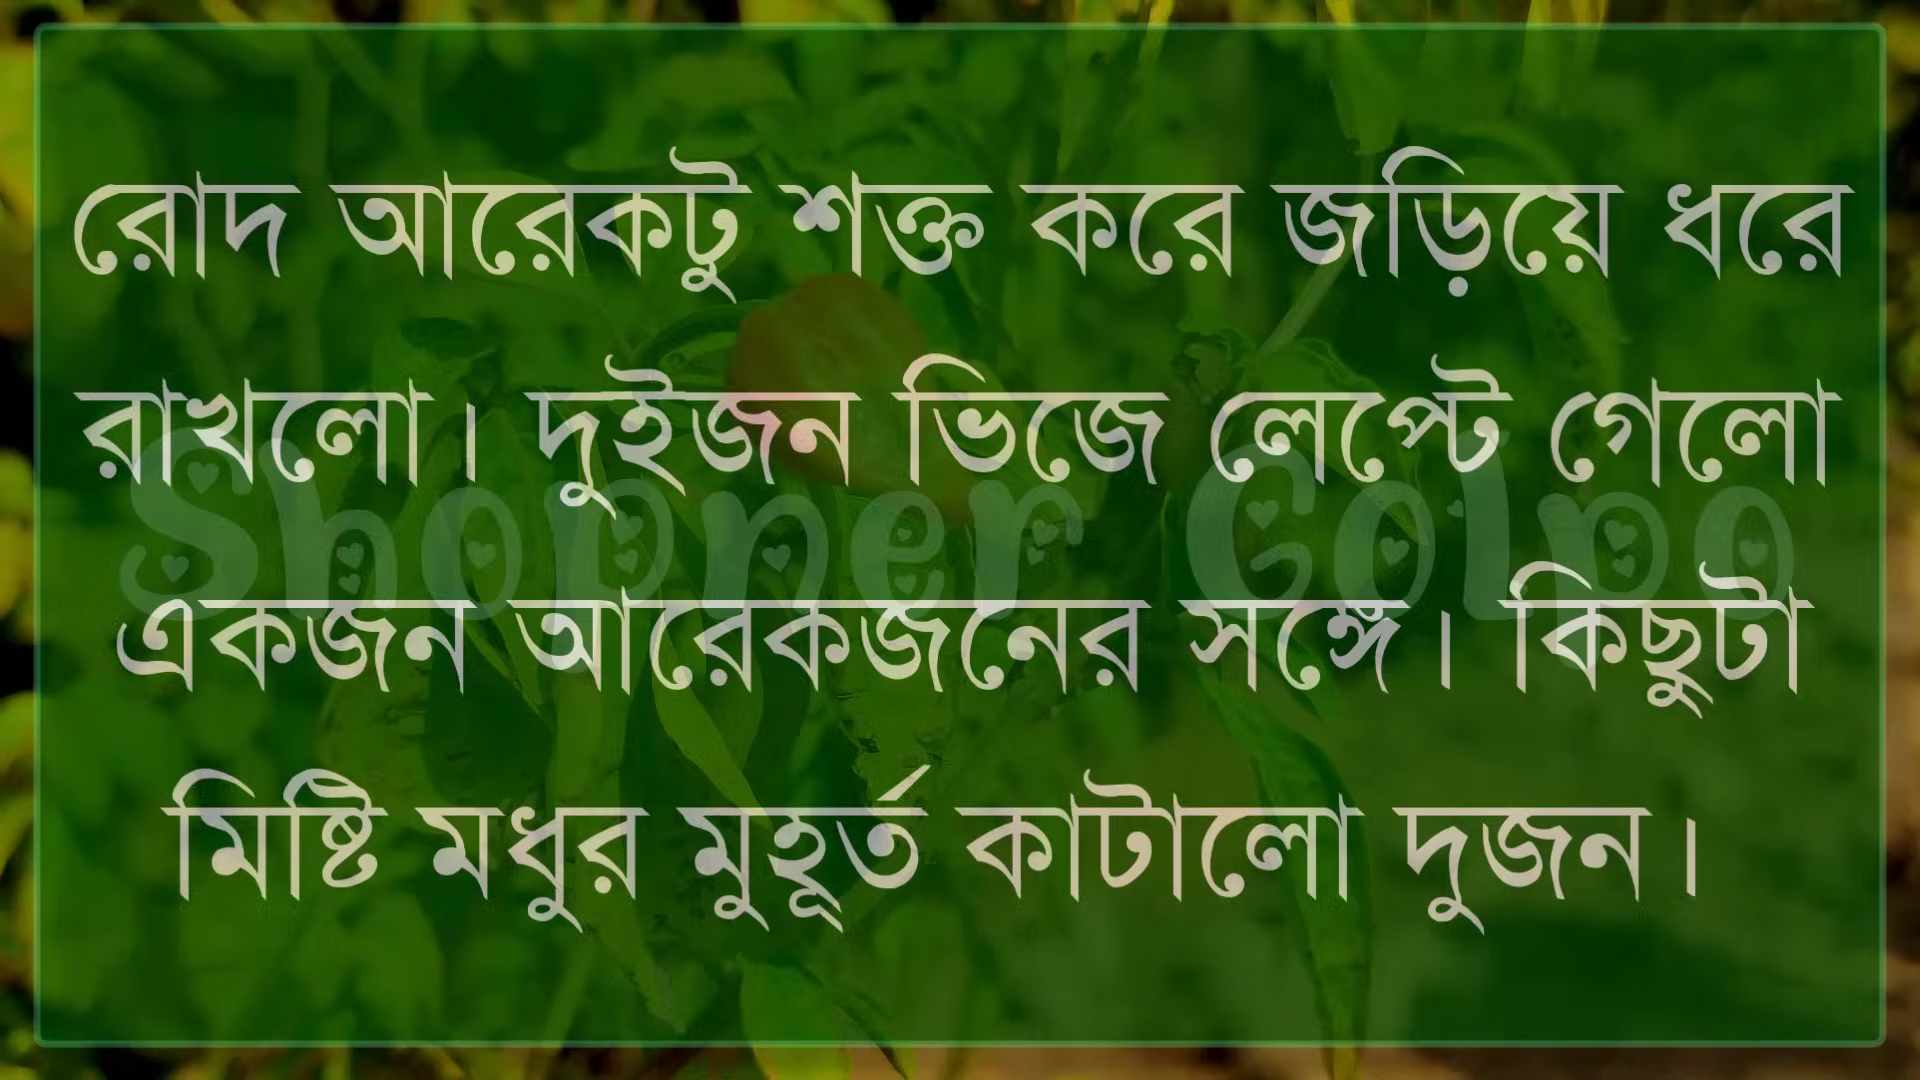 রোদ আরেকটু শক্ত করে জড়িয়ে ধরে
রাখলো। দুইজন ভিজে লেপ্টে গেলো
Shopner Golpo
একজন আরেকজনের সঙ্গে। কিছুটা
মিষ্টি মধুর মুহূর্ত কাটালো দুজন।